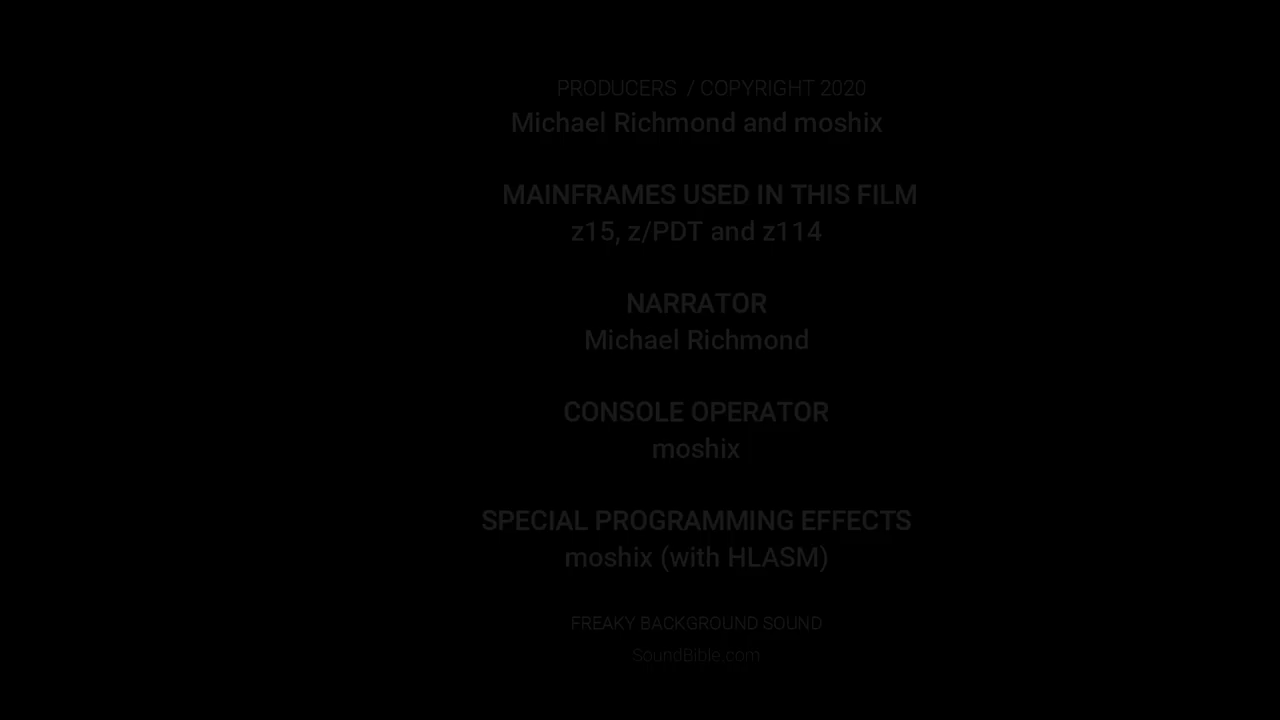 PRODUCERS / COPYRIGHT 2020
Michael Richmond and moshix
MAINFRAMES USED IN THIS FILM
z15, z/PDT and z114
NARRATOR
Michael Richmond
CONSOLE OPERATOR
moshix
SPECIAL PROGRAMMING EFFECTS
moshix (with HLASM)
FREAKY BACKGROUND SOUND
SoundBible.com